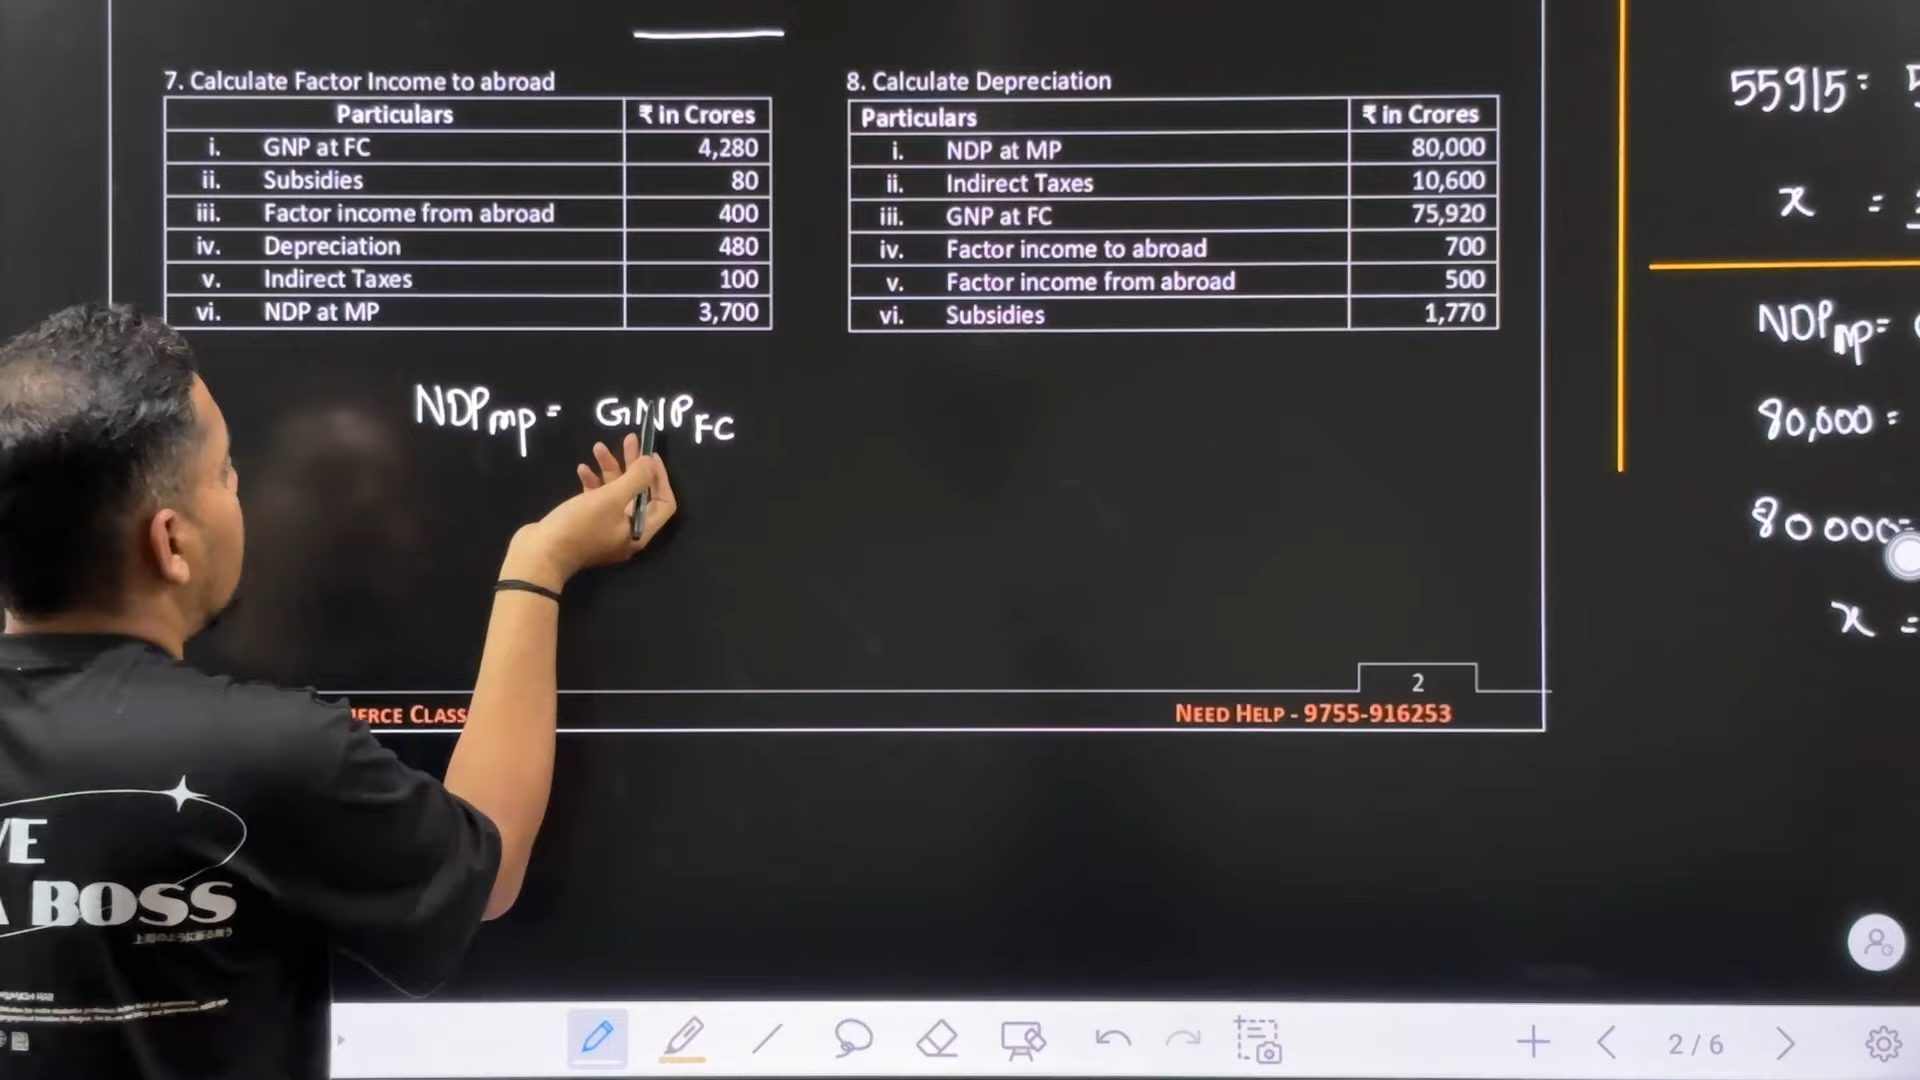 7. Calculate Factor Income to abroad
Particulars ₹ in Crores
i. GNP at FC 4,280
ii. Subsidies 80
iii. Factor income from abroad 400
iv. Depreciation 480
v. Indirect Taxes 100
vi. NDP at MP 3,700
8. Calculate Depreciation
Particulars ₹ in Crores
i. NDP at MP 80,000
ii. Indirect Taxes 10,600
iii. GNP at FC 75,920
iv. Factor income to abroad 700
v. Factor income from abroad 500
vi. Subsidies 1,770
NDPmp = GNPFC
55915 =
x =
NDPmp =
80,000 =
80000 =
x =
2
CLASS
NEED HELP - 9755-916253
BOSS
2 / 6